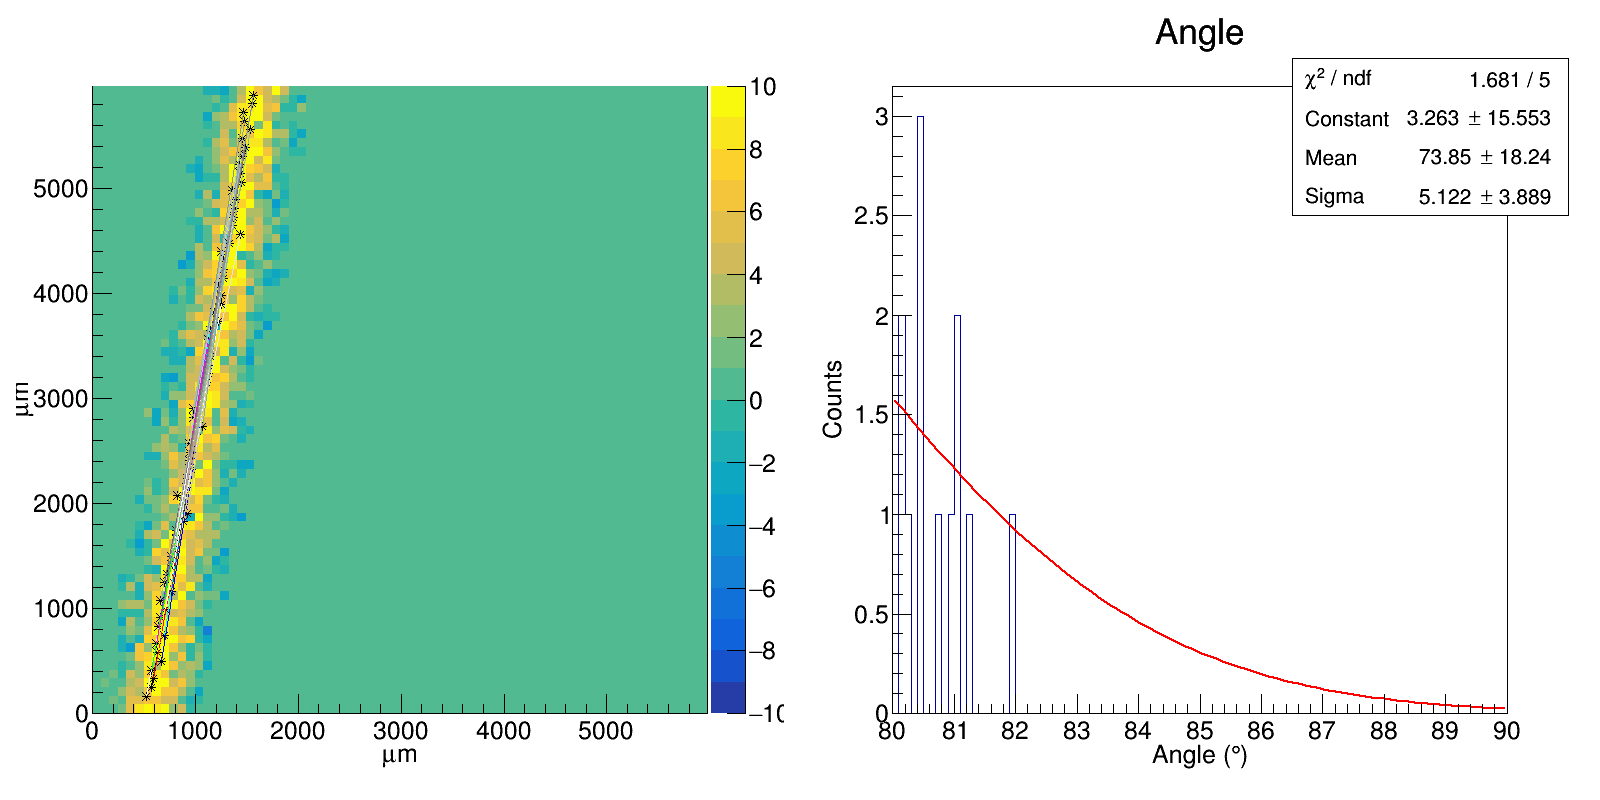 Angle
χ² / ndf 1.681 / 5
Constant 3.263 ± 15.553
Mean 73.85 ± 18.24
Sigma 5.122 ± 3.889
5000
4000
3000
2000
1000
0
μm
0 1000 2000 3000 4000 5000
μm
10
8
6
4
2
0
−2
−4
−6
−8
−10
3
2.5
2
1.5
1
0.5
0
Counts
80 81 82 83 84 85 86 87 88 89 90
Angle (°)